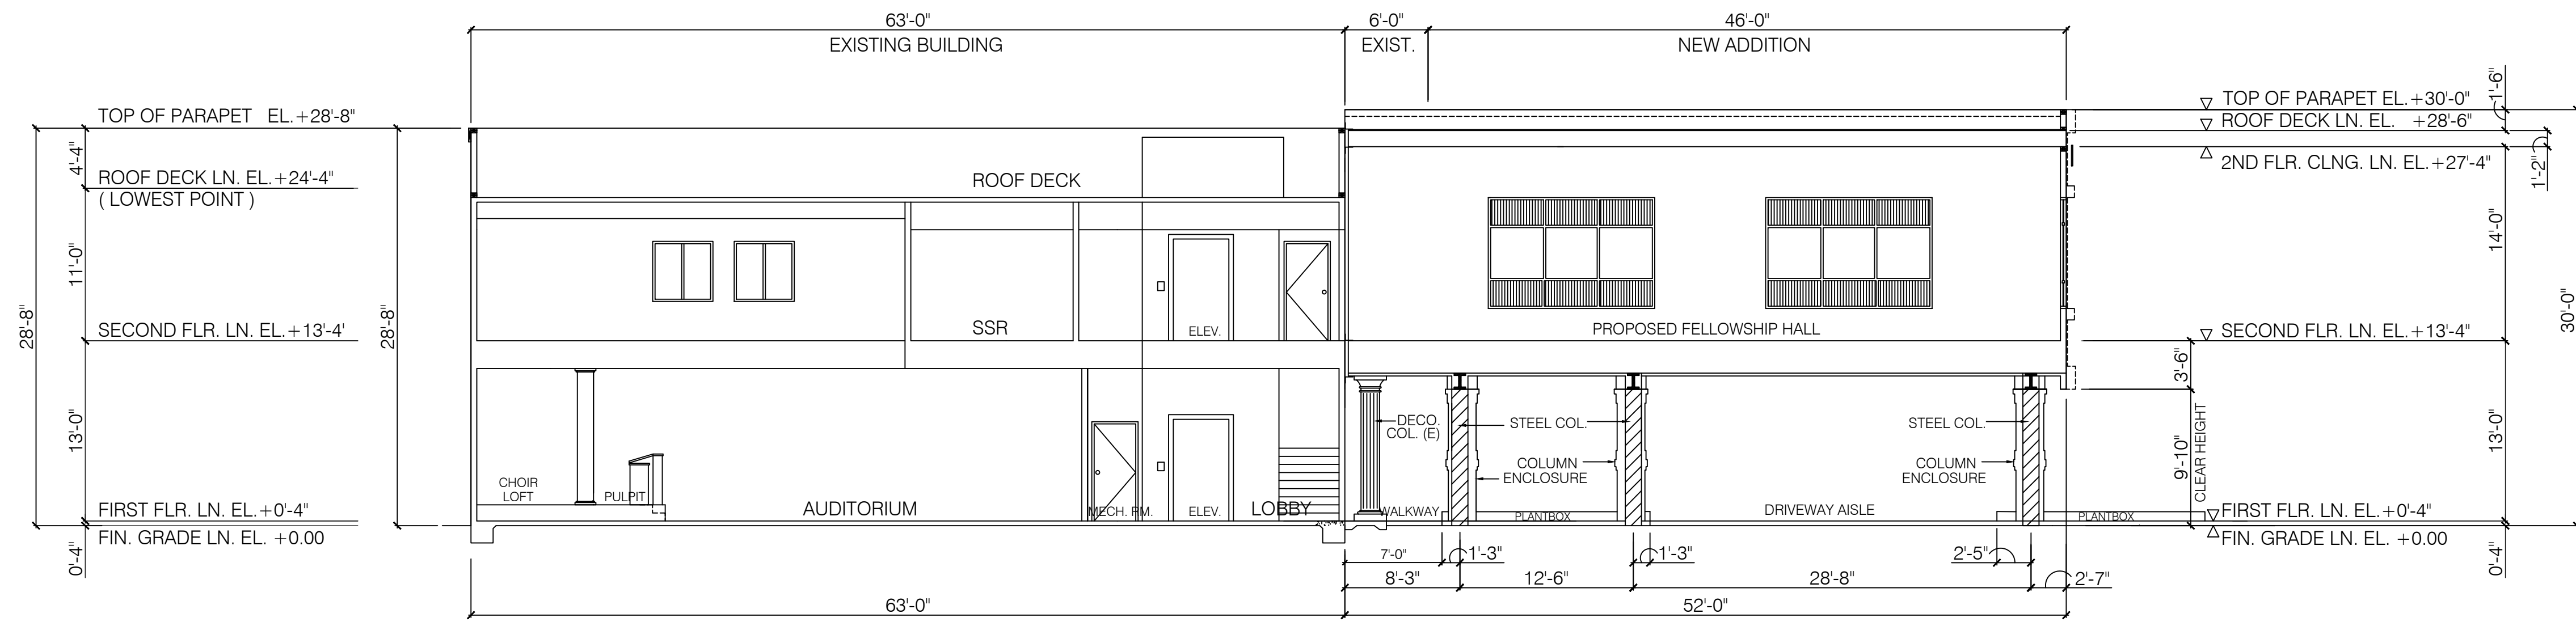 63'-0"
6'-0"
46'-0"
EXISTING BUILDING
EXIST.
NEW ADDITION
TOP OF PARAPET EL.+28'-8"
4'-4"
ROOF DECK LN. EL.+24'-4"
( LOWEST POINT )
11'-0"
28'-8"
28'-8"
SECOND FLR. LN. EL.+13'-4'
13'-0"
FIRST FLR. LN. EL.+0'-4"
FIN. GRADE LN. EL. +0.00
0'-4"
ROOF DECK
SSR
ELEV.
PROPOSED FELLOWSHIP HALL
CHOIR
LOFT
PULPIT
AUDITORIUM
MECH. RM.
ELEV.
LOBBY
DECO.
COL. (E)
WALKWAY
STEEL COL.
COLUMN
ENCLOSURE
PLANTBOX
DRIVEWAY AISLE
STEEL COL.
COLUMN
ENCLOSURE
PLANTBOX
TOP OF PARAPET EL.+30'-0"
1'-6"
ROOF DECK LN. EL. +28'-6"
2ND FLR. CLNG. LN. EL.+27'-4"
1'-2"
14'-0"
30'-0"
SECOND FLR. LN. EL.+13'-4"
3'-6"
9'-10"
CLEAR HEIGHT
13'-0"
FIRST FLR. LN. EL.+0'-4"
FIN. GRADE LN. EL. +0.00
0'-4"
7'-0"
1'-3"
1'-3"
2'-5"
8'-3"
12'-6"
28'-8"
2'-7"
63'-0"
52'-0"